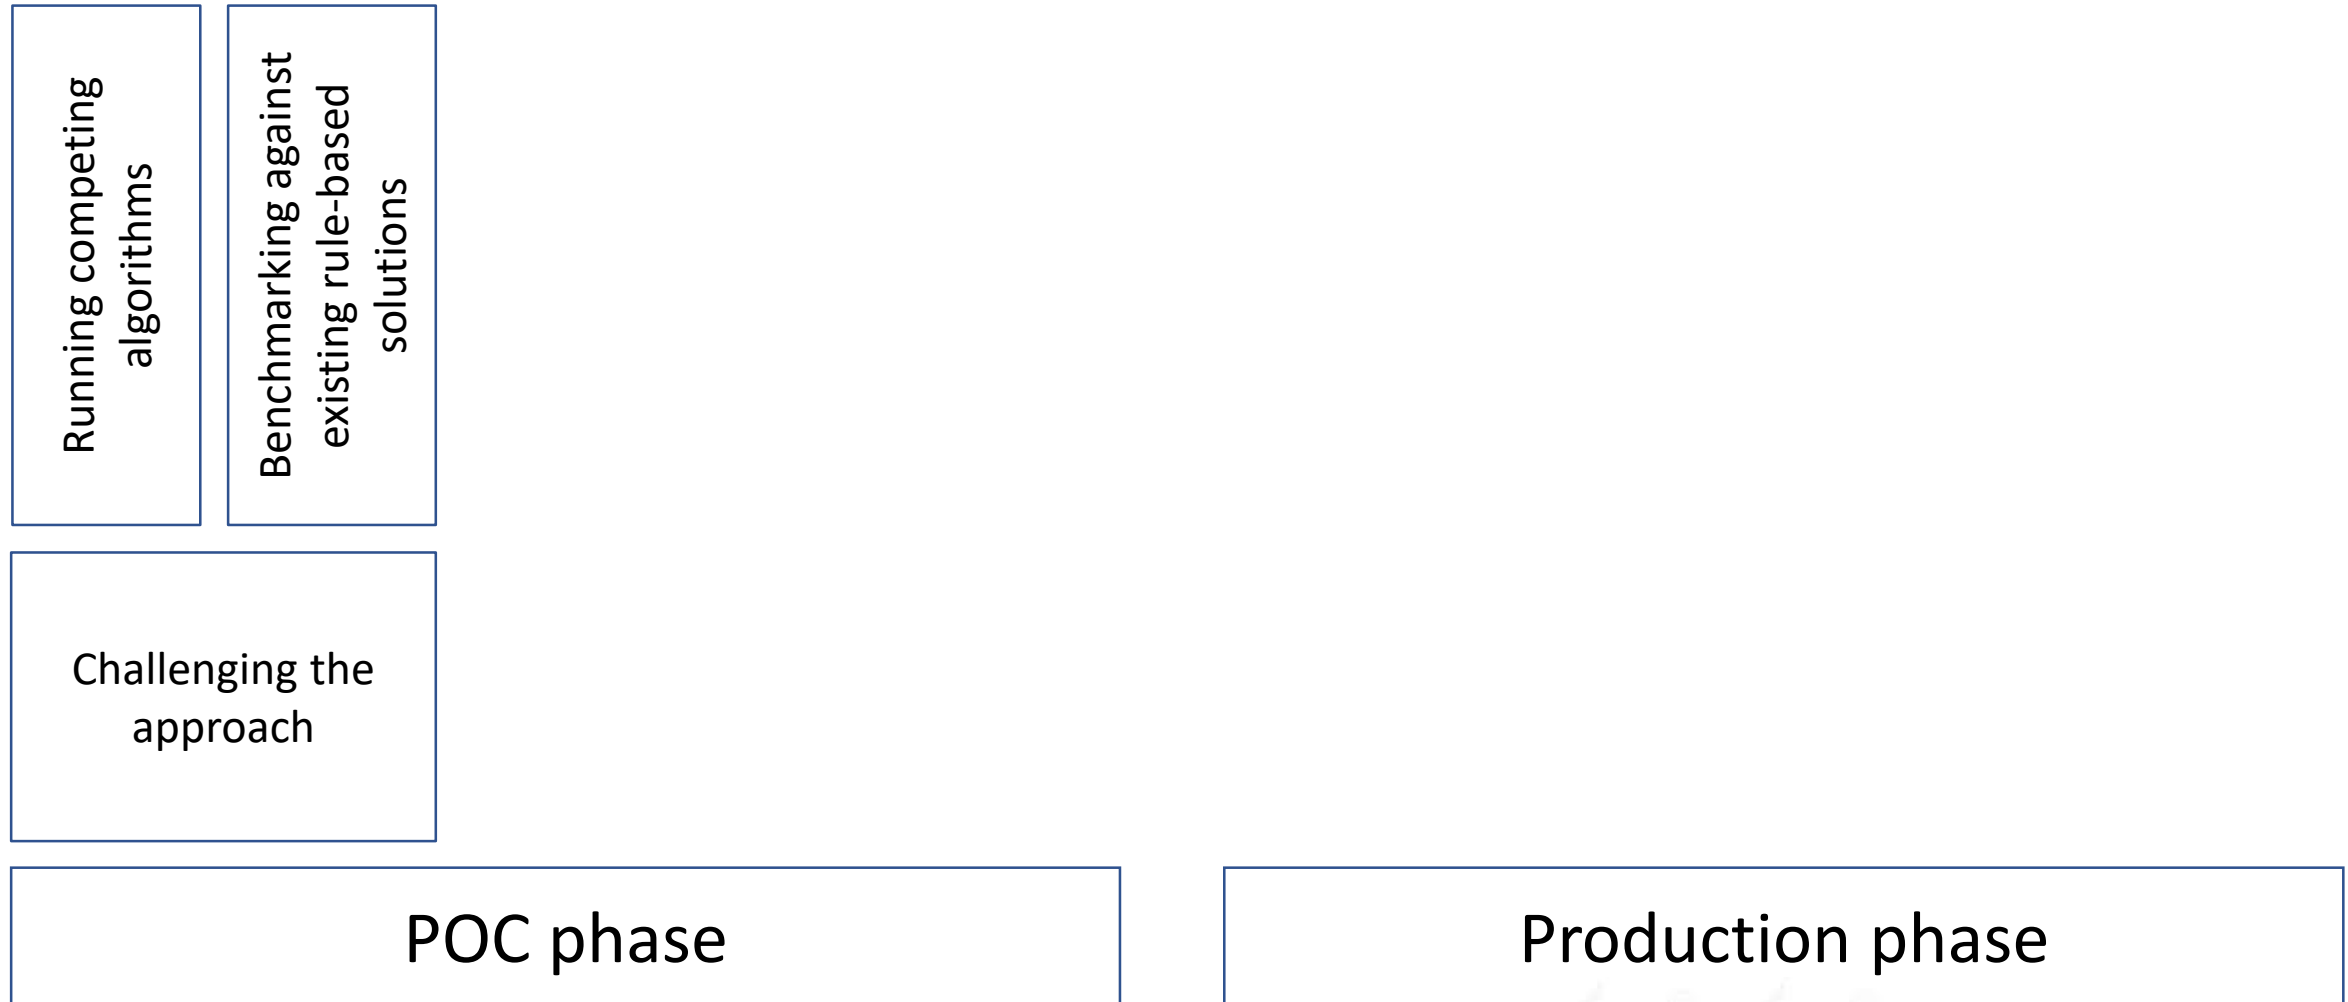 Running competing
algorithms
Benchmarking against
existing rule-based
solutions
Challenging the
approach
POC phase
Production phase